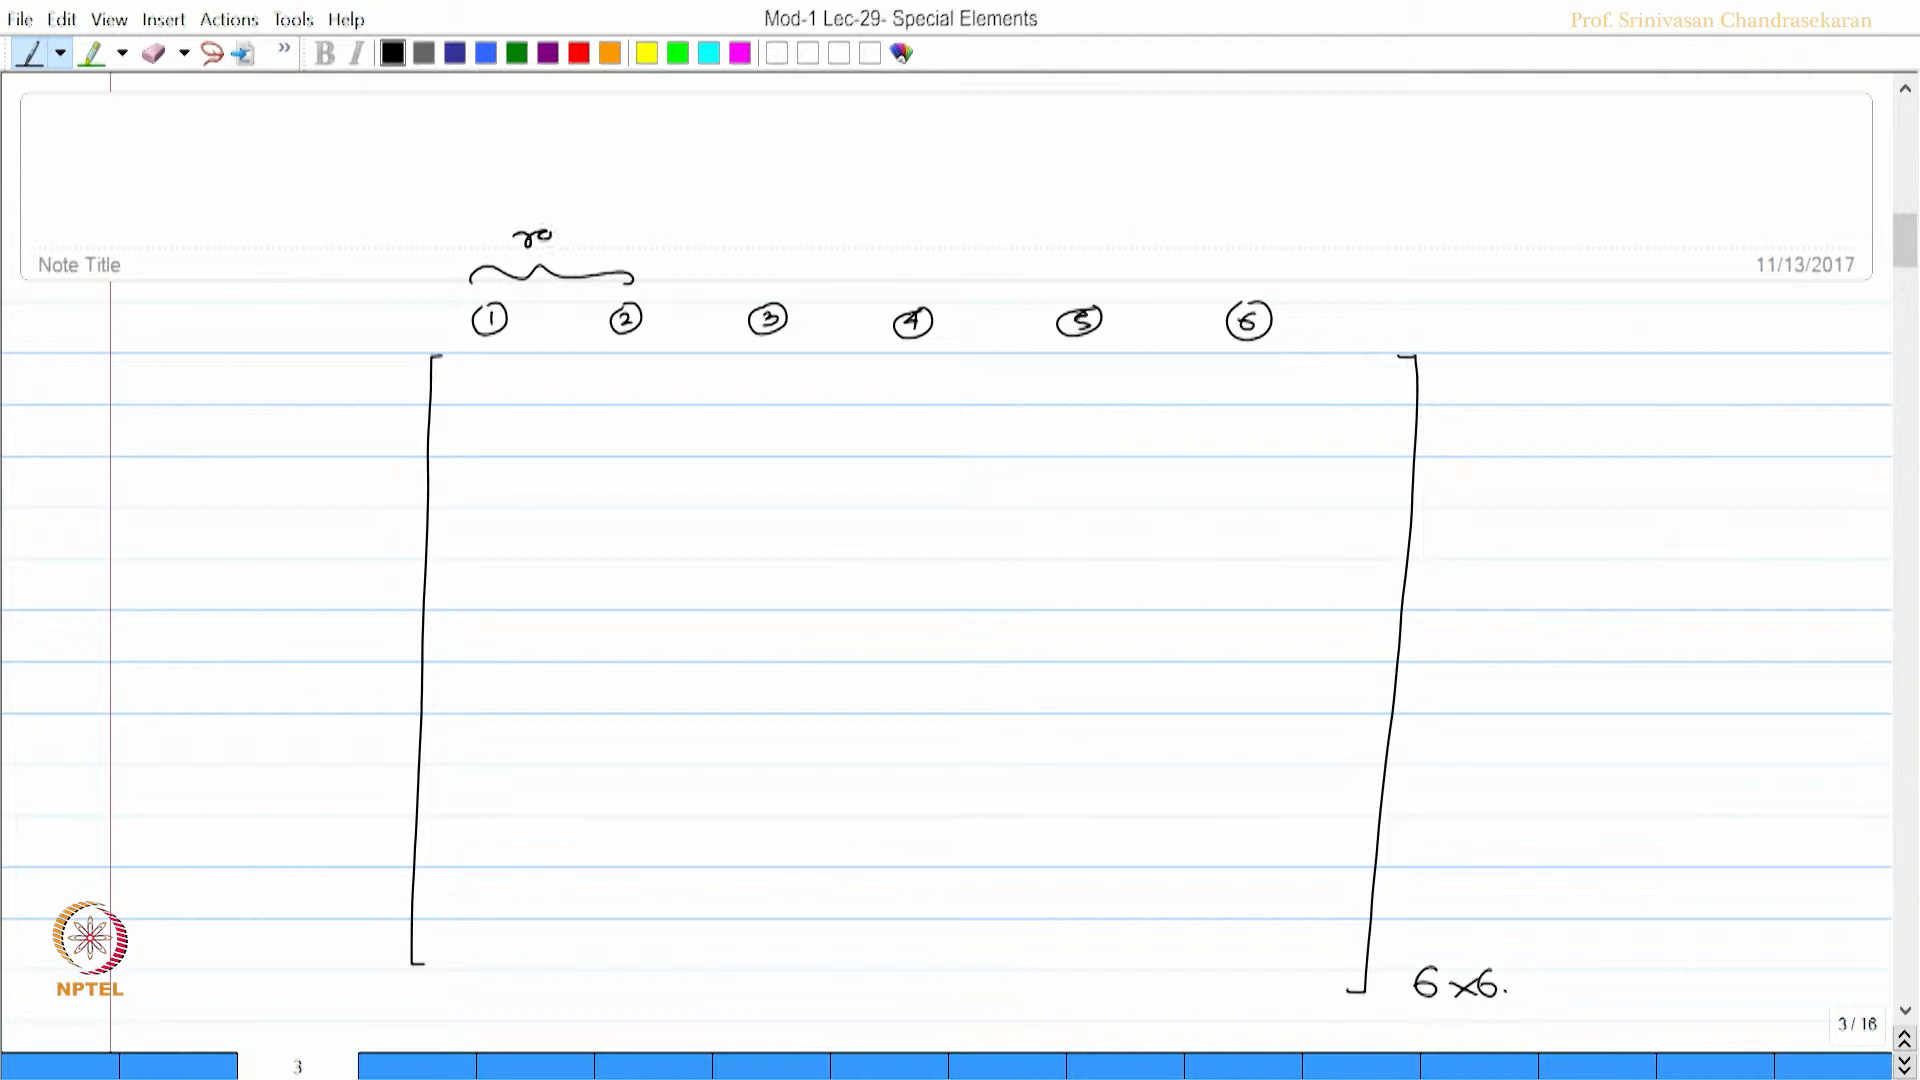 File Edit View Insert Actions Tools Help
Mod-1 Lec-29- Special Elements
Prof. Srinivasan Chandrasekaran
B I
Note Title
11/13/2017
1 2 3 4 5 6
6×6.
NPTEL
3 / 16
3